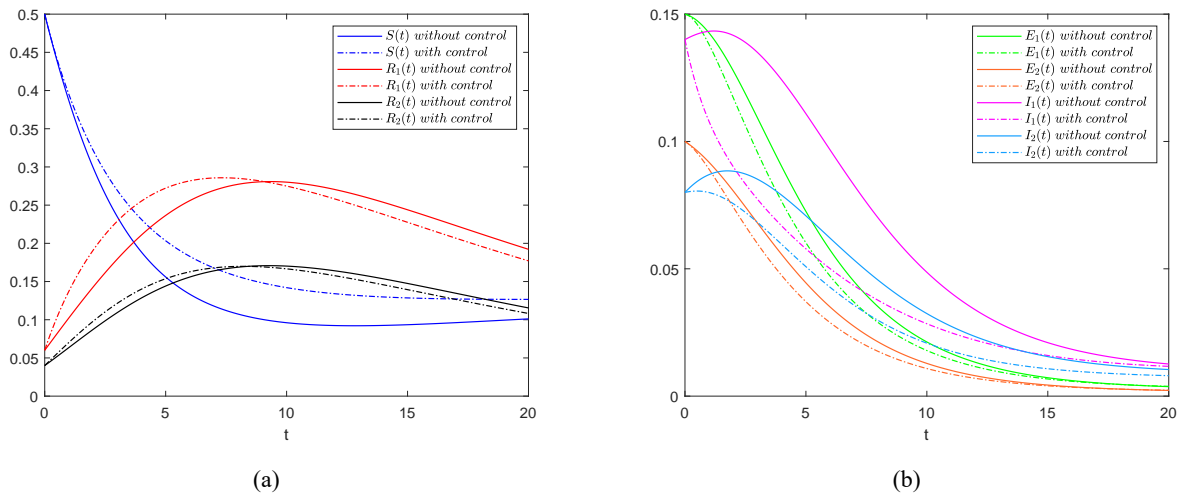 0.5
0.45
0.4
0.35
0.3
0.25
0.2
0.15
0.1
0.05
0
0
5
10
15
20
t
S(t) without control
S(t) with control
R₁(t) without control
R₁(t) with control
R₂(t) without control
R₂(t) with control
(a)
0.15
0.1
0.05
0
0
5
10
15
20
t
E₁(t) without control
E₁(t) with control
E₂(t) without control
E₂(t) with control
I₁(t) without control
I₁(t) with control
I₂(t) without control
I₂(t) with control
(b)